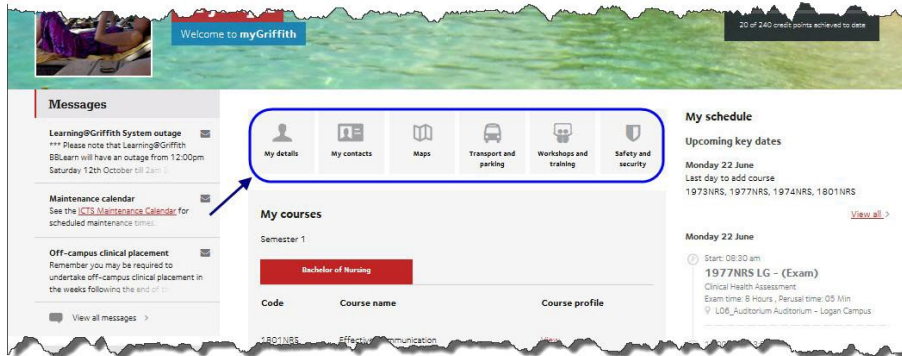 Welcome to myGriffith
20 of 240 credit points achieved to date
Messages
Learning@Griffith System outage
*** Please note that Learning@Griffith
BBLearn will have an outage from 12:00pm
Saturday 12th October till 2am
Maintenance calendar
See the ICTS Maintenance Calendar for
scheduled maintenance times.
Off-campus clinical placement
Remember you may be required to
undertake off-campus clinical placement in
the weeks following the end of
View all messages >
My details
My contacts
Maps
Transport and
parking
Workshops and
training
Safety and
security
My courses
Semester 1
Bachelor of Nursing
Code Course name Course profile
1801NRS Effective Communication View
My schedule
Upcoming key dates
Monday 22 June
Last day to add course
1973NRS, 1977NRS, 1974NRS, 1801NRS
View all >
Monday 22 June
Start: 08:30 am
1977NRS LG - (Exam)
Clinical Health Assessment
Exam time: 8 Hours , Perusal time: 05 Min
L06_Auditorium Auditorium - Logan Campus